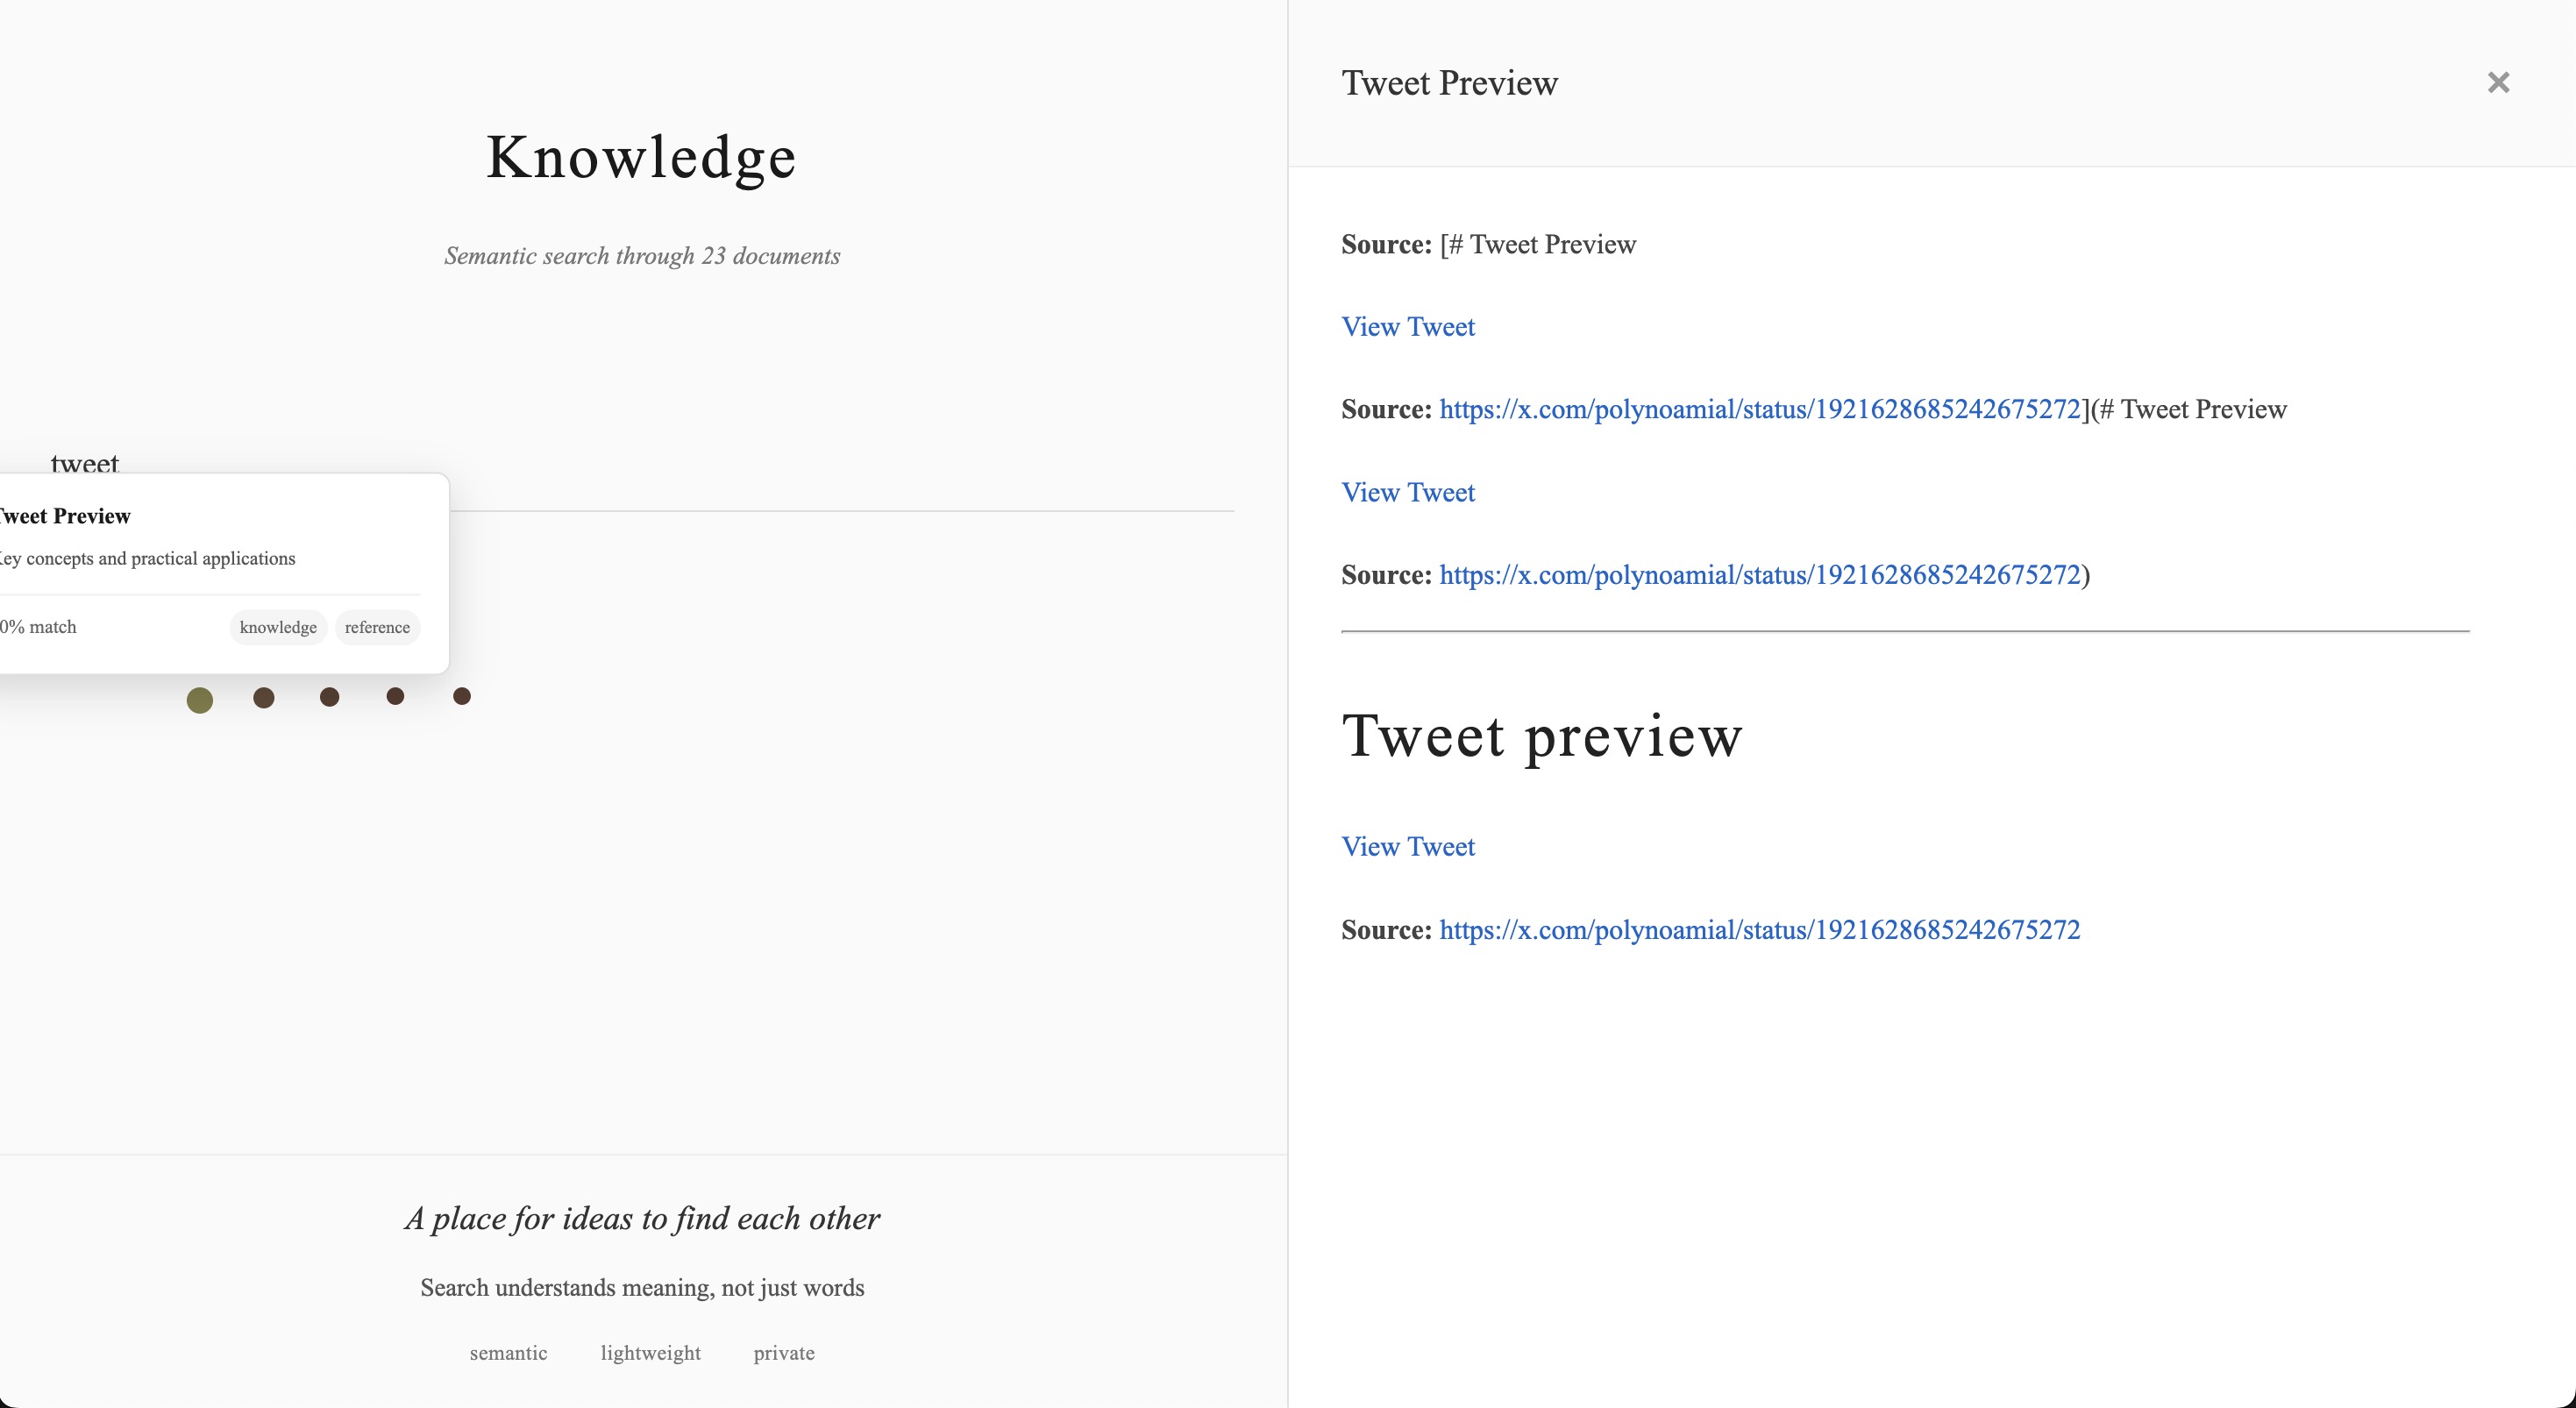 Knowledge
Semantic search through 23 documents
tweet
Tweet Preview
Key concepts and practical applications
0% match
knowledge
reference
A place for ideas to find each other
Search understands meaning, not just words
semantic lightweight private
Tweet Preview
×
Source: [# Tweet Preview
View Tweet
Source: https://x.com/polynoamial/status/1921628685242675272](# Tweet Preview
View Tweet
Source: https://x.com/polynoamial/status/1921628685242675272)
Tweet preview
View Tweet
Source: https://x.com/polynoamial/status/1921628685242675272